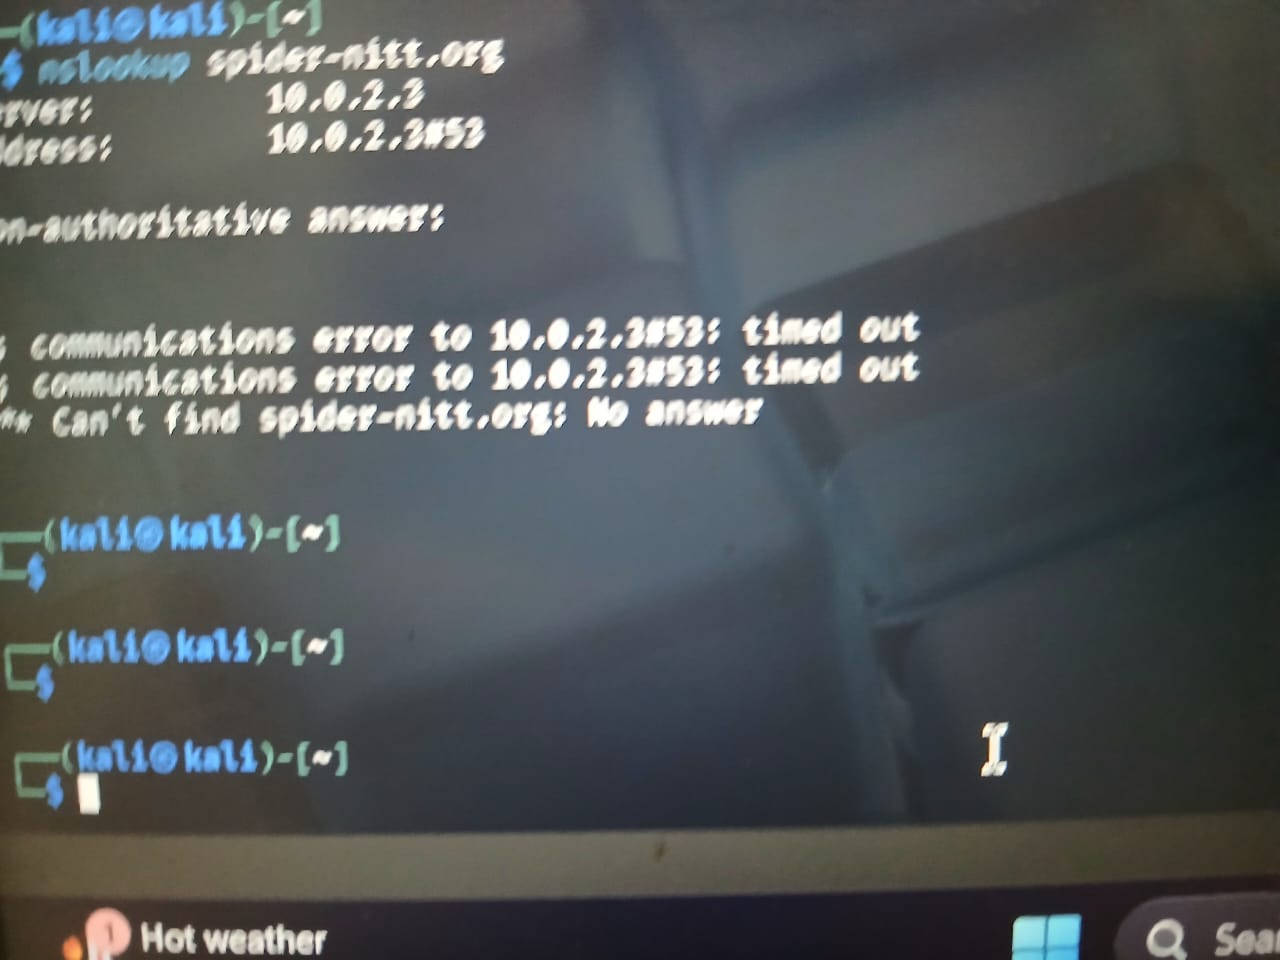 (kali㉿kali)-[~]
$ nslookup spider-nitt.org
erver: 10.0.2.3
ddress: 10.0.2.3#53
on-authoritative answer:
; communications error to 10.0.2.3#53: timed out
; communications error to 10.0.2.3#53: timed out
** Can't find spider-nitt.org: No answer
(kali㉿kali)-[~]
$
(kali㉿kali)-[~]
$
(kali㉿kali)-[~]
$
1 Hot weather
Sea